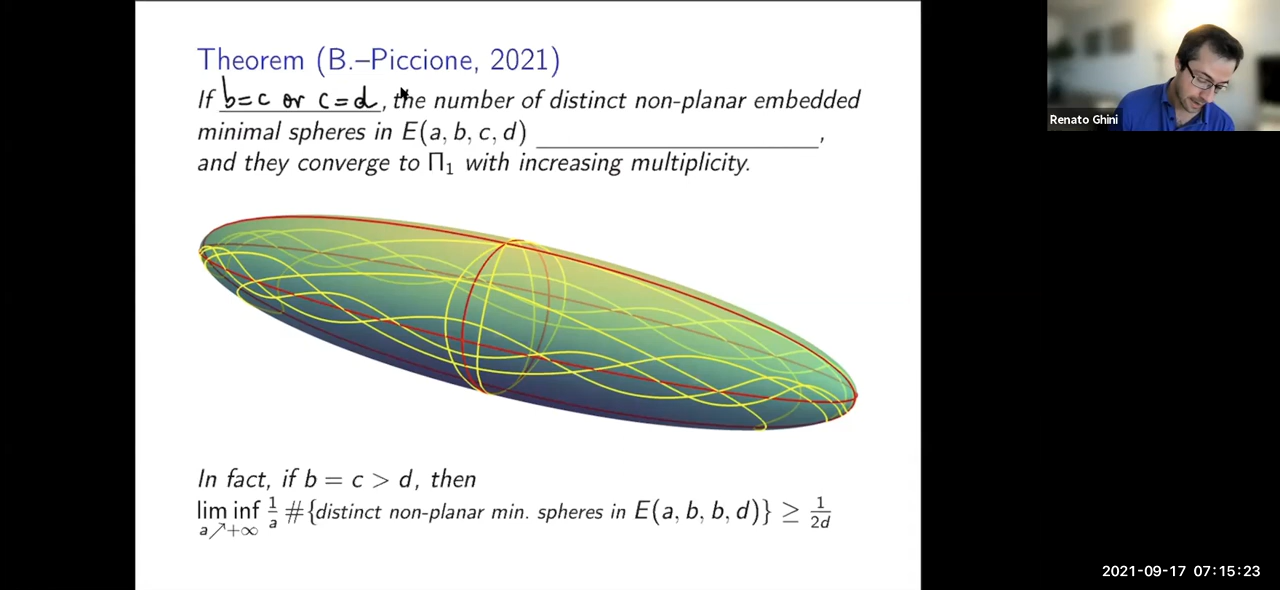 Theorem (B.–Piccione, 2021)
If b=c or c=d, the number of distinct non-planar embedded
minimal spheres in E(a, b, c, d) ____________________,
and they converge to Π₁ with increasing multiplicity.
In fact, if b = c > d, then
lim inf 1/a #{distinct non-planar min. spheres in E(a, b, b, d)} ≥ 1/2d
a↗+∞
Renato Ghini
2021-09-17 07:15:23